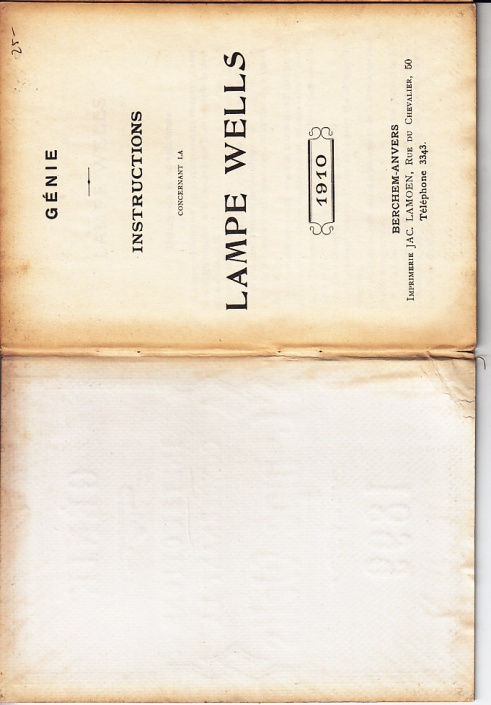 25-
GÉNIE
INSTRUCTIONS
CONCERNANT LA
LAMPE WELLS
1910
BERCHEM-ANVERS
IMPRIMERIE JAC. LAMOEN, RUE DU CHEVALIER, 50
Téléphone 3343.